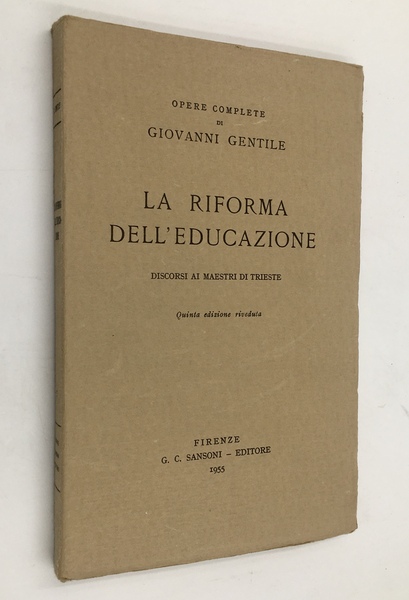 OPERE COMPLETE
DI
GIOVANNI GENTILE
LA RIFORMA
DELL'EDUCAZIONE
DISCORSI AI MAESTRI DI TRIESTE
Quinta edizione riveduta
FIRENZE
G. C. SANSONI – EDITORE
1955